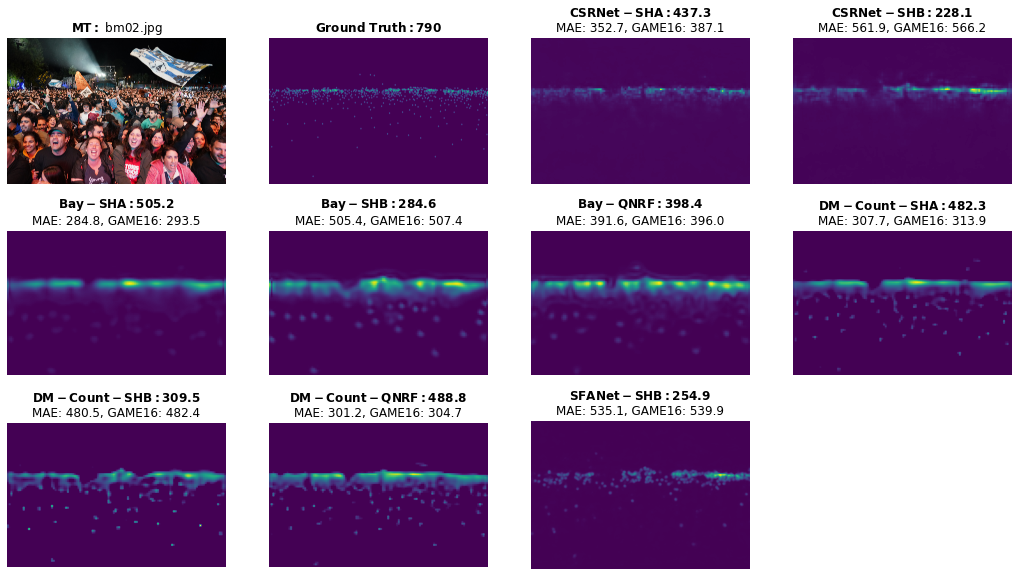 MT: bm02.jpg
Ground Truth: 790
CSRNet − SHA: 437.3
MAE: 352.7, GAME16: 387.1
CSRNet − SHB: 228.1
MAE: 561.9, GAME16: 566.2
Bay − SHA: 505.2
MAE: 284.8, GAME16: 293.5
Bay − SHB: 284.6
MAE: 505.4, GAME16: 507.4
Bay − QNRF: 398.4
MAE: 391.6, GAME16: 396.0
DM − Count − SHA: 482.3
MAE: 307.7, GAME16: 313.9
DM − Count − SHB: 309.5
MAE: 480.5, GAME16: 482.4
DM − Count − QNRF: 488.8
MAE: 301.2, GAME16: 304.7
SFANet − SHB: 254.9
MAE: 535.1, GAME16: 539.9